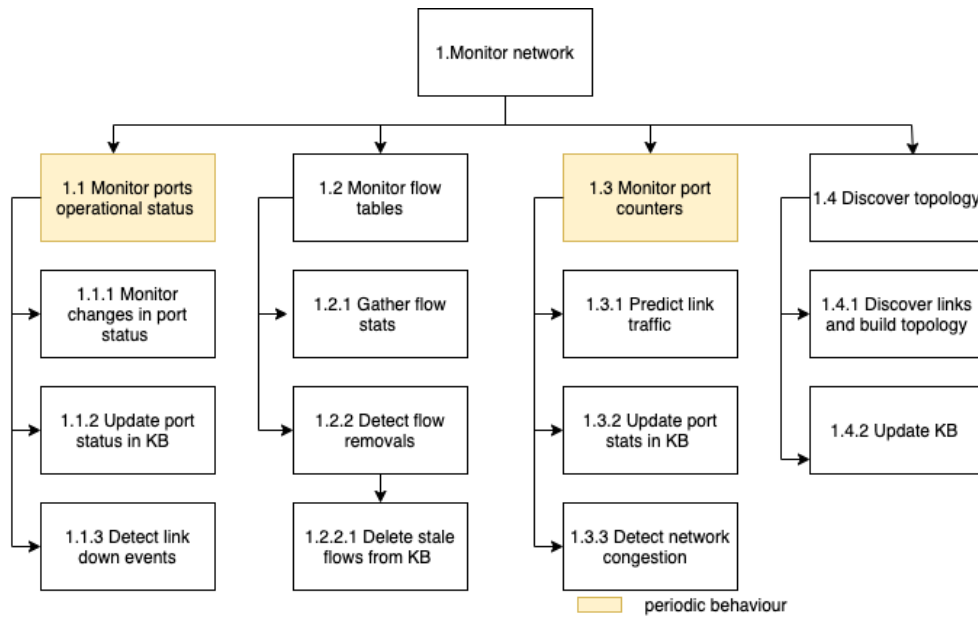 1.Monitor network
1.1 Monitor ports
operational status
1.2 Monitor flow
tables
1.3 Monitor port
counters
1.4 Discover topology
1.1.1 Monitor
changes in port
status
1.2.1 Gather flow
stats
1.3.1 Predict link
traffic
1.4.1 Discover links
and build topology
1.1.2 Update port
status in KB
1.2.2 Detect flow
removals
1.3.2 Update port
stats in KB
1.4.2 Update KB
1.1.3 Detect link
down events
1.2.2.1 Delete stale
flows from KB
1.3.3 Detect network
congestion
periodic behaviour